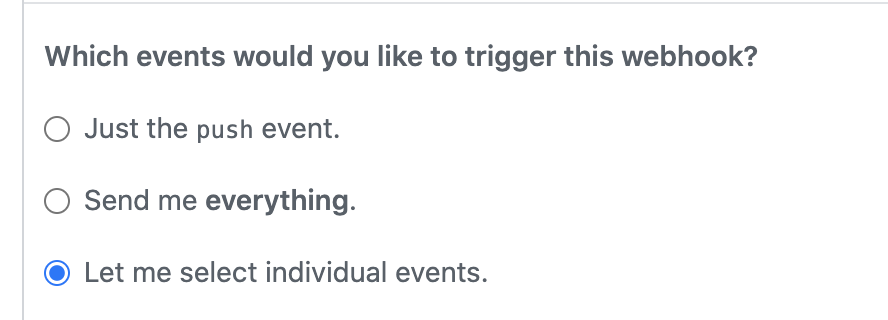 Which events would you like to trigger this webhook?
Just the push event.
Send me everything.
Let me select individual events.